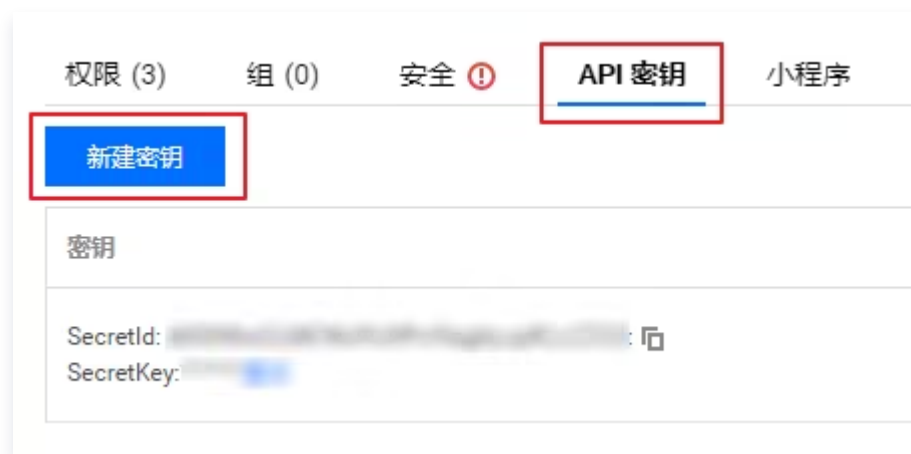 权限 (3) 组 (0) 安全 API 密钥 小程序
新建密钥
密钥
SecretId:
SecretKey: